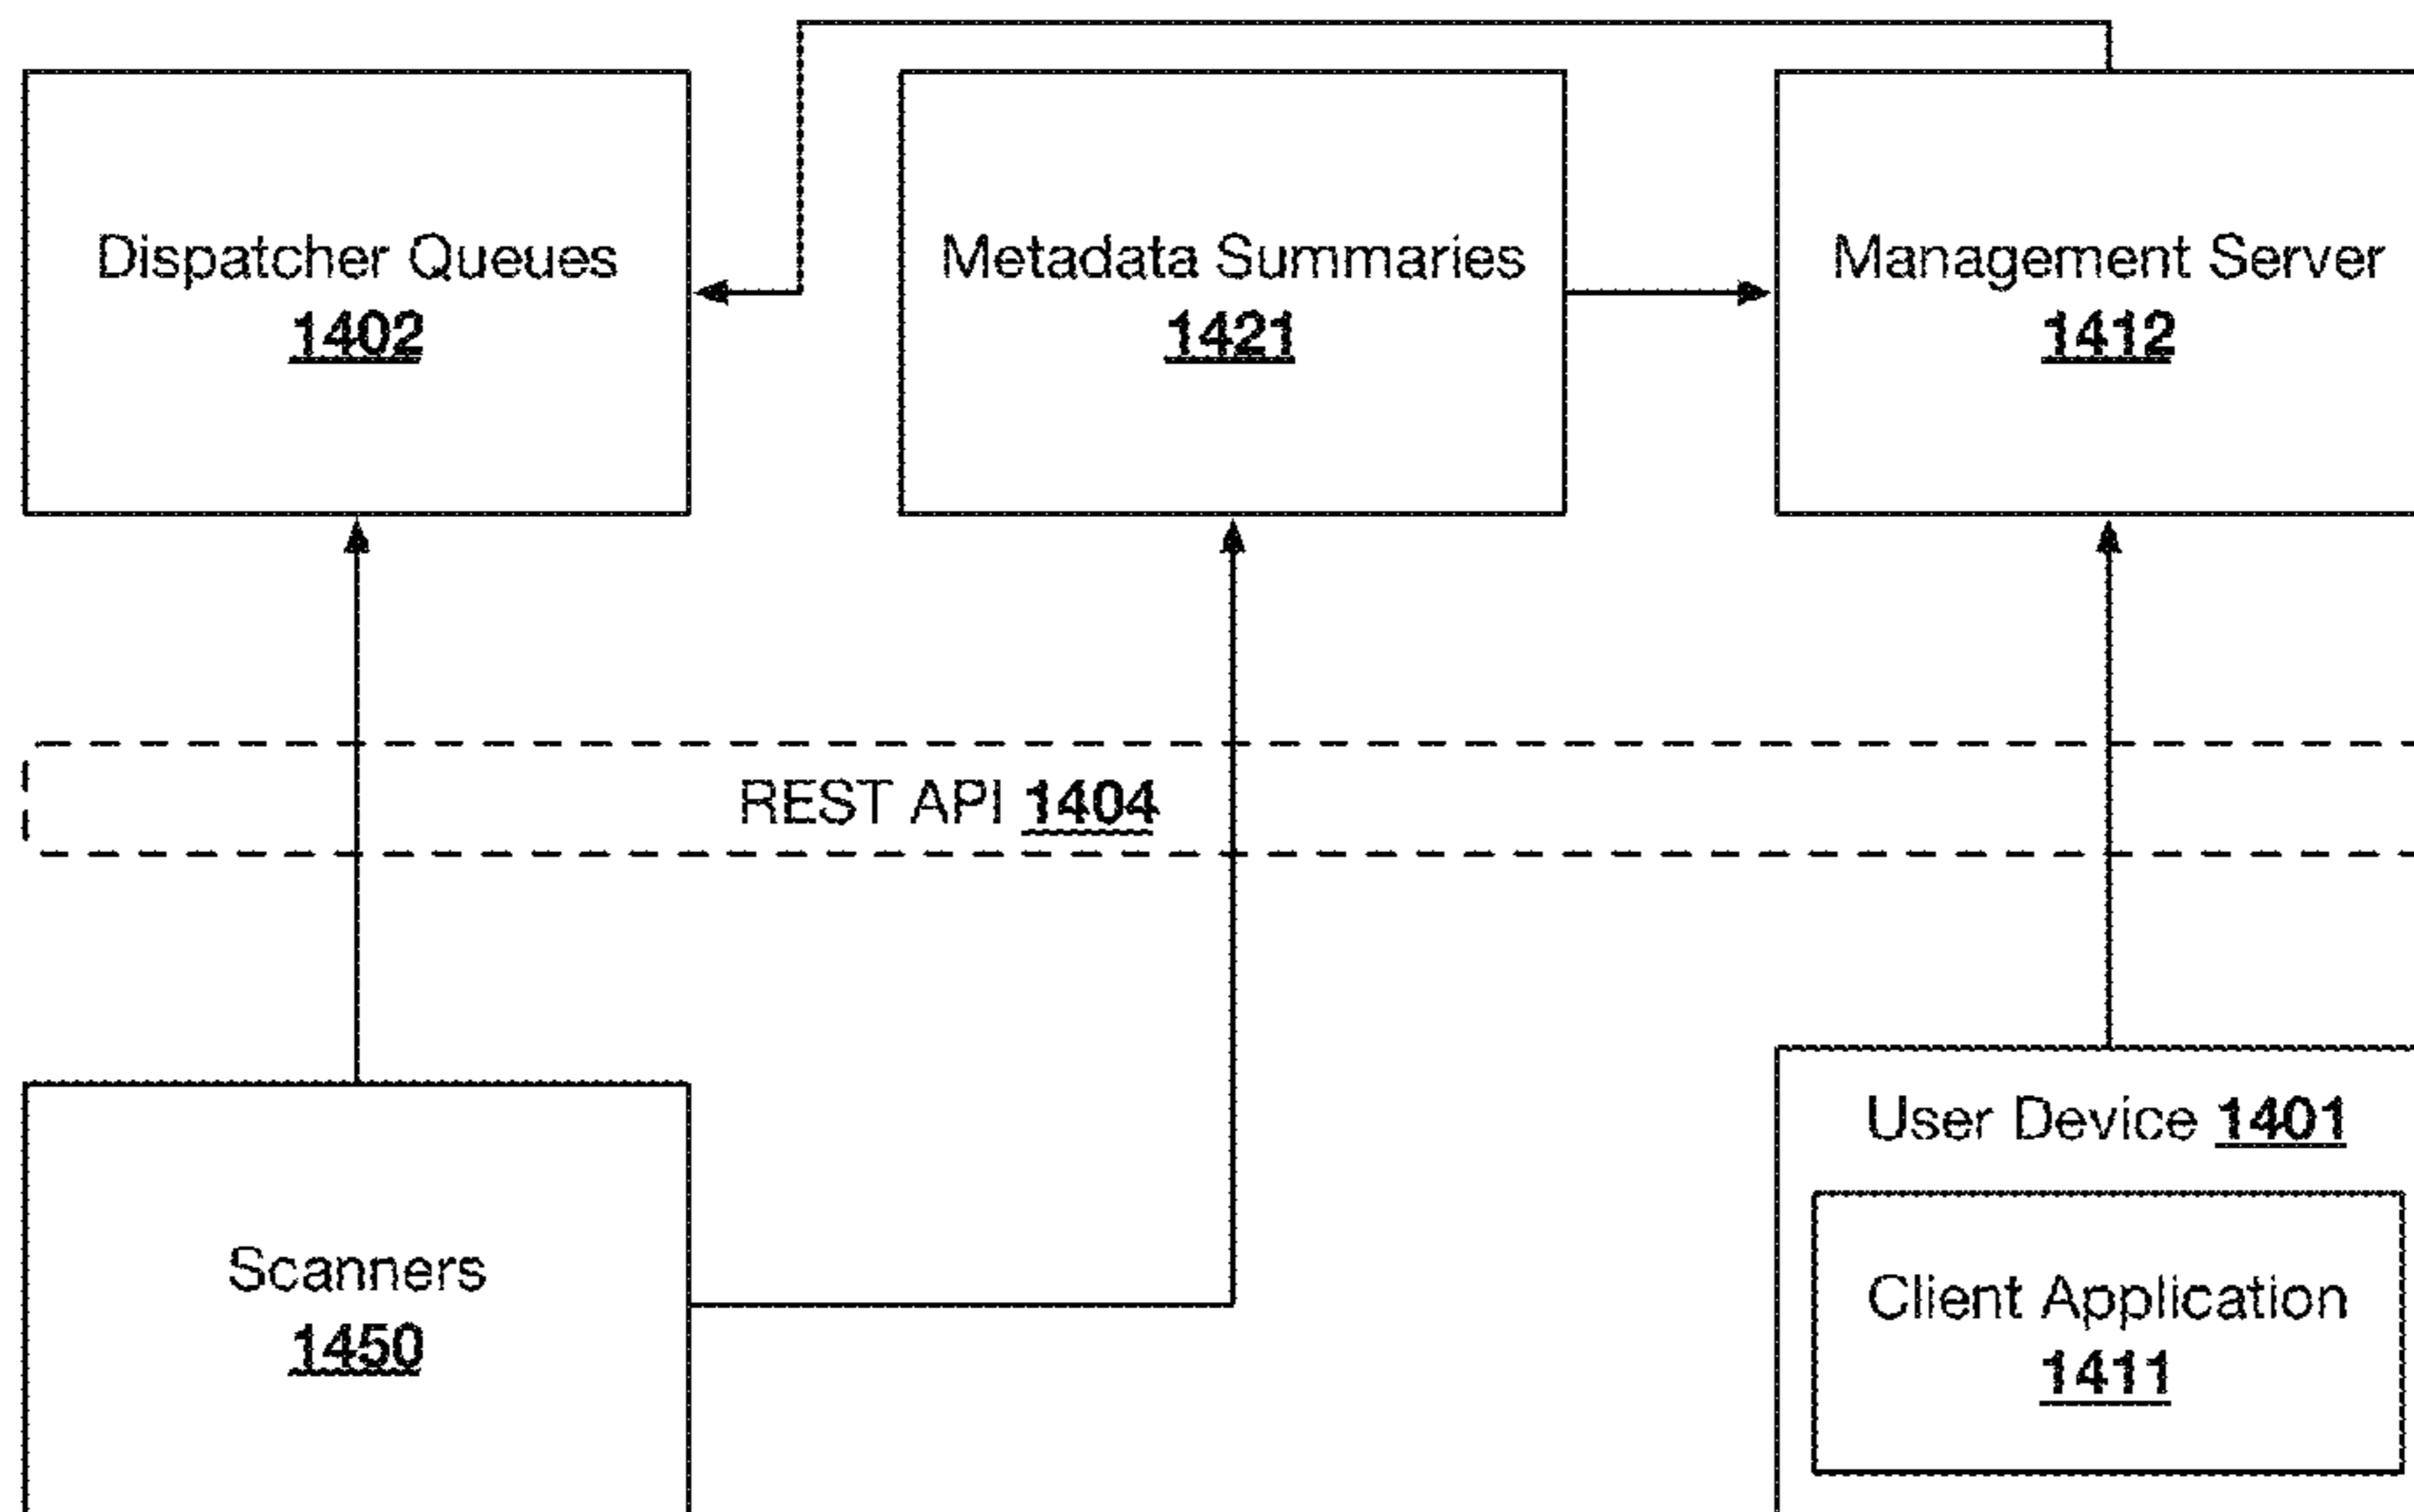 Dispatcher Queues
1402
Metadata Summaries
1421
Management Server
1412
REST API 1404
Scanners
1450
User Device 1401
Client Application
1411